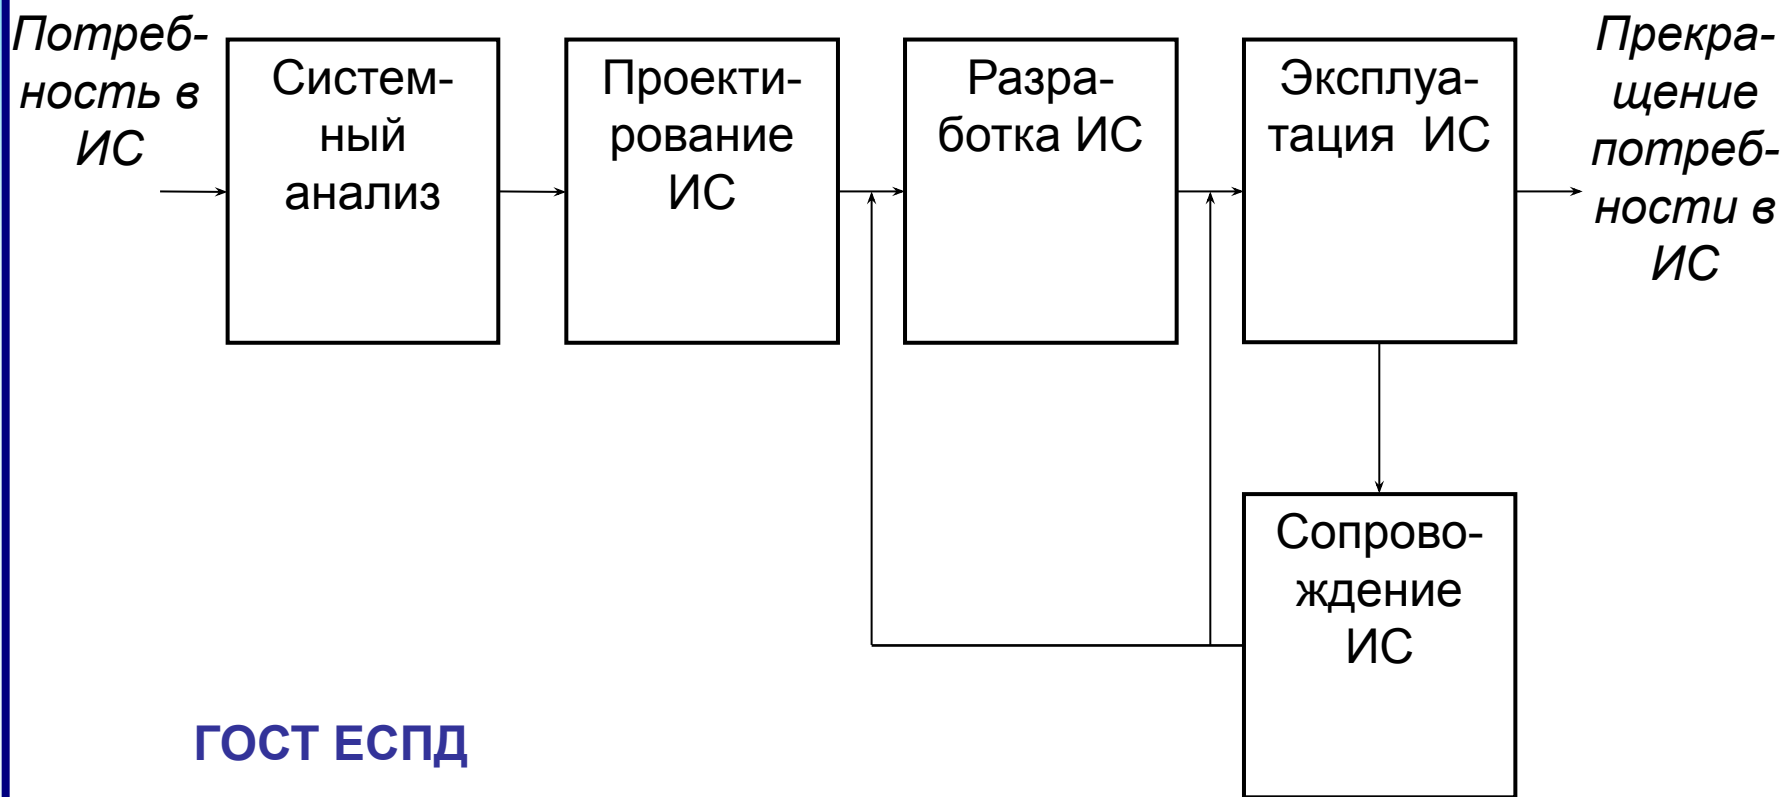 Потреб-
ность в
ИС
Систем-
ный
анализ
Проекти-
рование
ИС
Разра-
ботка ИС
Эксплуа-
тация ИС
Прекра-
щение
потреб-
ности в
ИС
Сопрово-
ждение
ИС
ГОСТ ЕСПД